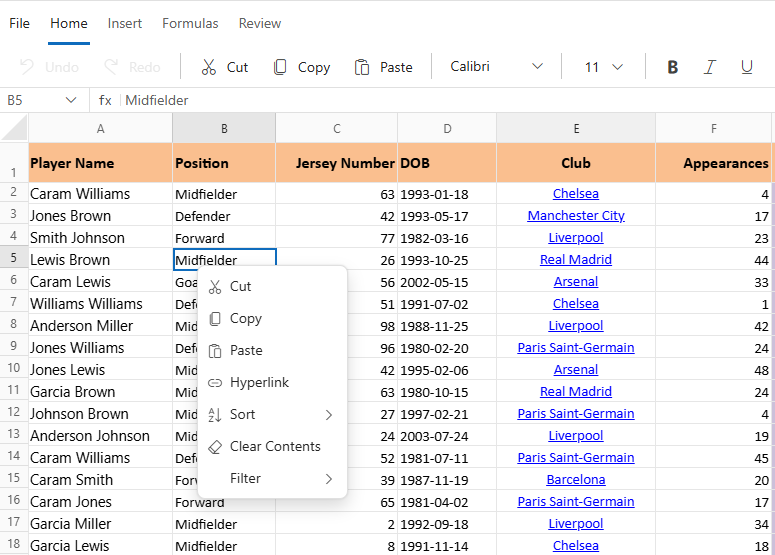 File Home Insert Formulas Review
Undo Redo Cut Copy Paste Calibri 11 B I U
B5 fx Midfielder
A B C D E F
1 Player Name Position Jersey Number DOB Club Appearances
2 Caram Williams Midfielder 63 1993-01-18 Chelsea 4
3 Jones Brown Defender 42 1993-05-17 Manchester City 17
4 Smith Johnson Forward 77 1982-03-16 Liverpool 23
5 Lewis Brown Midfielder 26 1993-10-25 Real Madrid 44
6 Caram Lewis Goa 56 2002-05-15 Arsenal 33
7 Williams Williams Def 51 1991-07-02 Chelsea 1
8 Anderson Miller Mid 98 1988-11-25 Liverpool 42
9 Jones Williams Def 96 1980-02-20 Paris Saint-Germain 24
10 Jones Lewis Mid 42 1995-02-06 Arsenal 48
11 Garcia Brown Mid 63 1980-10-15 Real Madrid 24
12 Johnson Brown Mid 27 1997-02-21 Paris Saint-Germain 4
13 Anderson Johnson Mid 24 2003-07-24 Liverpool 19
14 Caram Williams Def 52 1981-07-11 Paris Saint-Germain 45
15 Caram Smith For 39 1987-11-19 Barcelona 20
16 Caram Jones Forward 65 1981-04-02 Paris Saint-Germain 17
17 Garcia Miller Midfielder 2 1992-09-18 Liverpool 34
18 Garcia Lewis Midfielder 8 1991-11-14 Chelsea 18
Cut
Copy
Paste
Hyperlink
Sort
Clear Contents
Filter